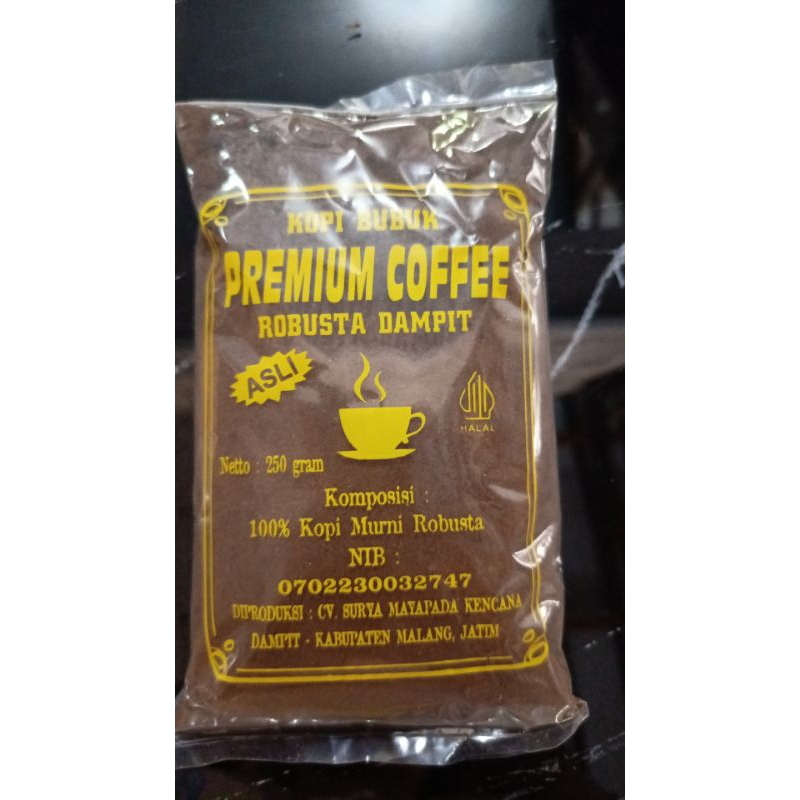 KOPI BUBUK
PREMIUM COFFEE
ROBUSTA DAMPIT
ASLI
HALAL
Netto : 250 gram
Komposisi :
100% Kopi Murni Robusta
NIB :
0702230032747
DIPRODUKSI : CV. SURYA MAYAPADA KENCANA
DAMPIT - KABUPATEN MALANG, JATIM